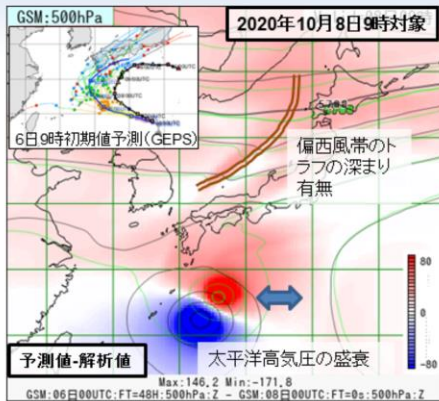 GSM:500hPa
2020年10月8日9時対象
6日9時初期値予測(GEPS)
偏西風帯のト
ラフの深まり
有無
80
0
-80
予測値-解析値
太平洋高気圧の盛衰
Max:146.2 Min:-171.8
GSM:06日00UTC:FT=48H:500hPa:Z - GSM:08日00UTC:FT=0s:500hPa:Z